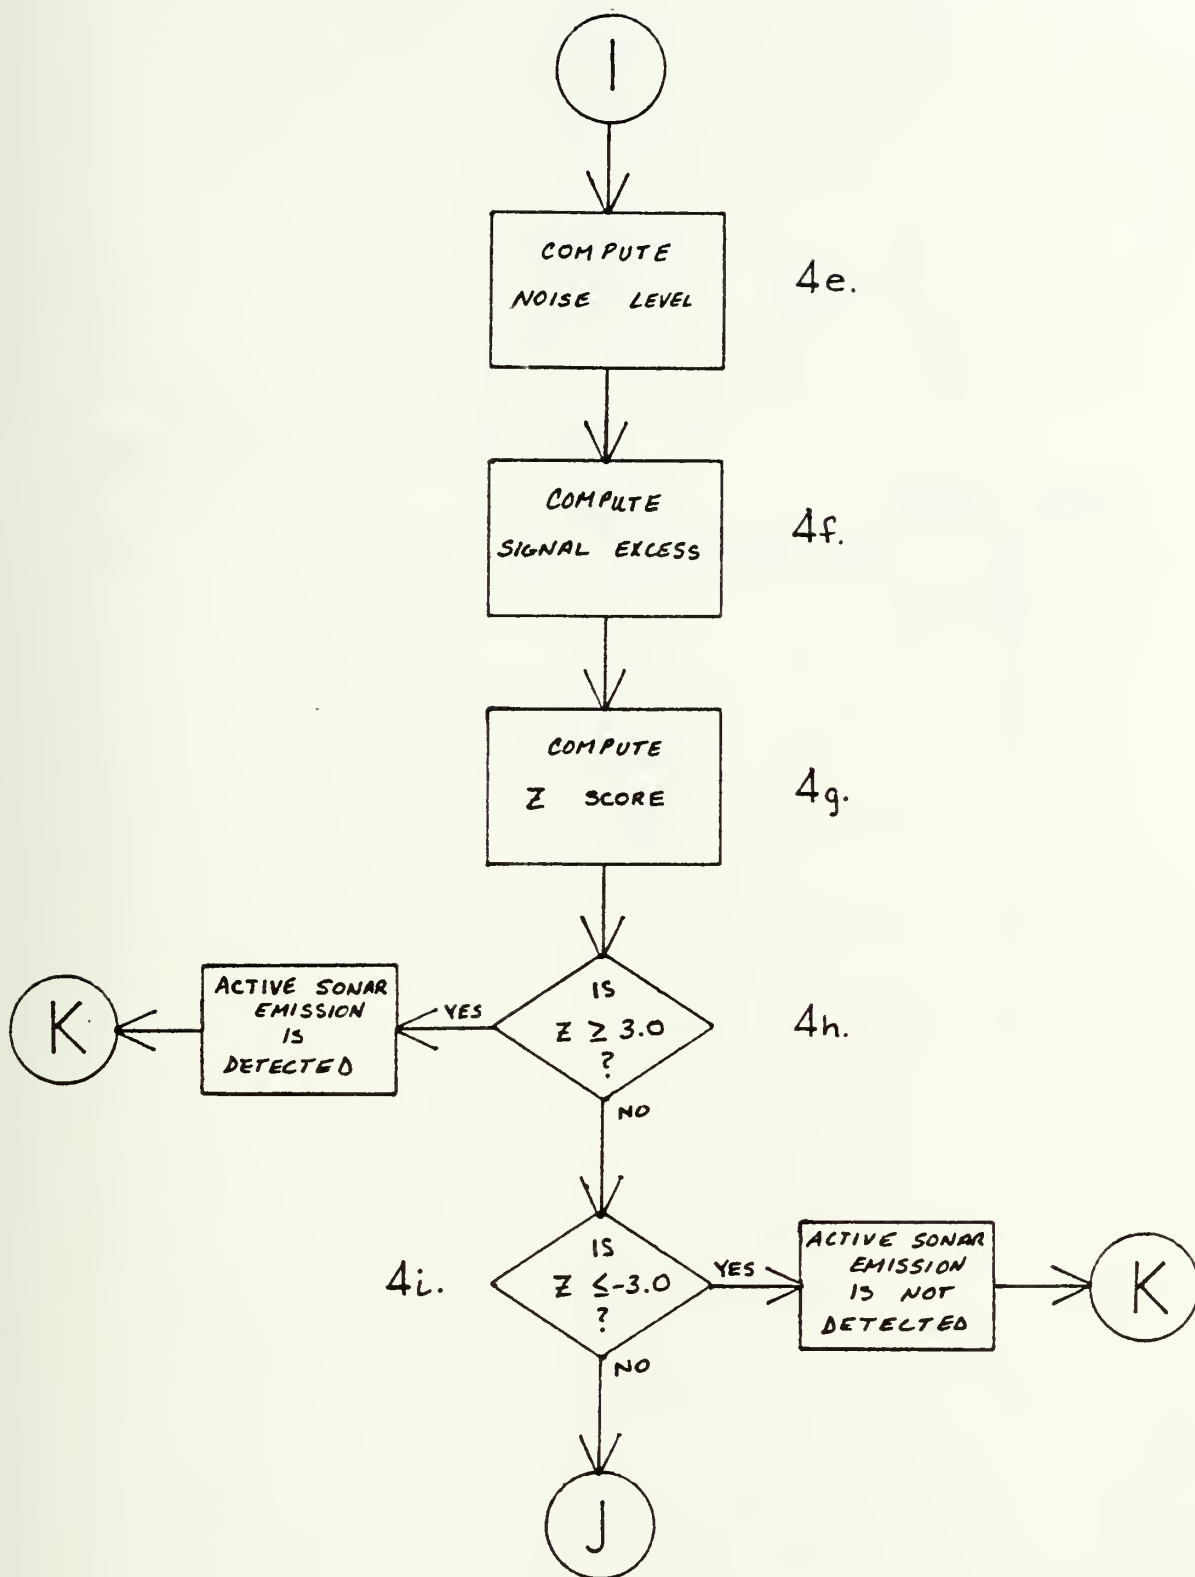 I
COMPUTE
NOISE LEVEL
4e.
COMPUTE
SIGNAL EXCESS
4f.
COMPUTE
Z SCORE
4g.
K
ACTIVE SONAR
EMISSION
IS
DETECTED
YES
IS
Z ≥ 3.0
?
4h.
NO
4i.
IS
Z ≤-3.0
?
YES
ACTIVE SONAR
EMISSION
IS NOT
DETECTED
K
NO
J